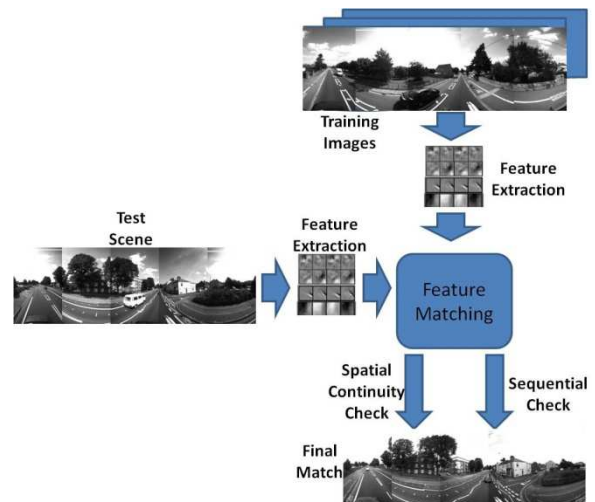 Training
Images
Feature
Extraction
Test
Scene
Feature
Extraction
Feature
Matching
Spatial
Continuity
Check
Sequential
Check
Final
Match